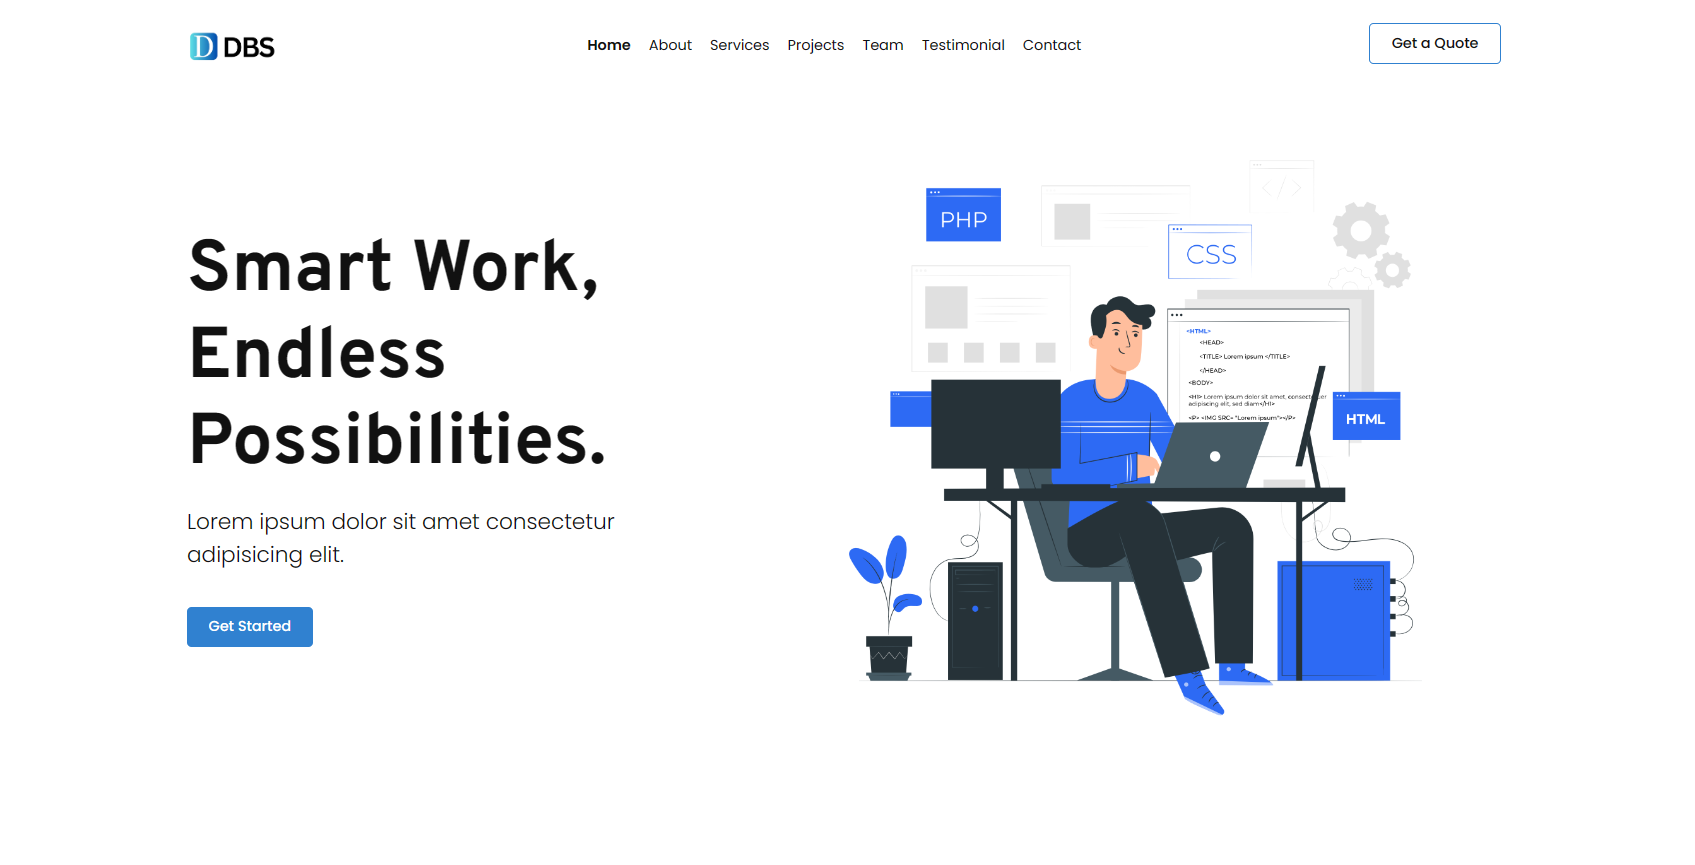 D DBS
Home About Services Projects Team Testimonial Contact
Get a Quote
Smart Work,
Endless
Possibilities.
Lorem ipsum dolor sit amet consectetur
adipisicing elit.
Get Started
PHP
</>
CSS
<HTML>
<HEAD>
<TITLE> Lorem ipsum </TITLE>
</HEAD>
<BODY>
<H1> Lorem ipsum dolor sit amet, consectetuer
adipiscing elit, sed diam</H1>
<P> <IMG SRC= "Lorem ipsum"></P>
HTML